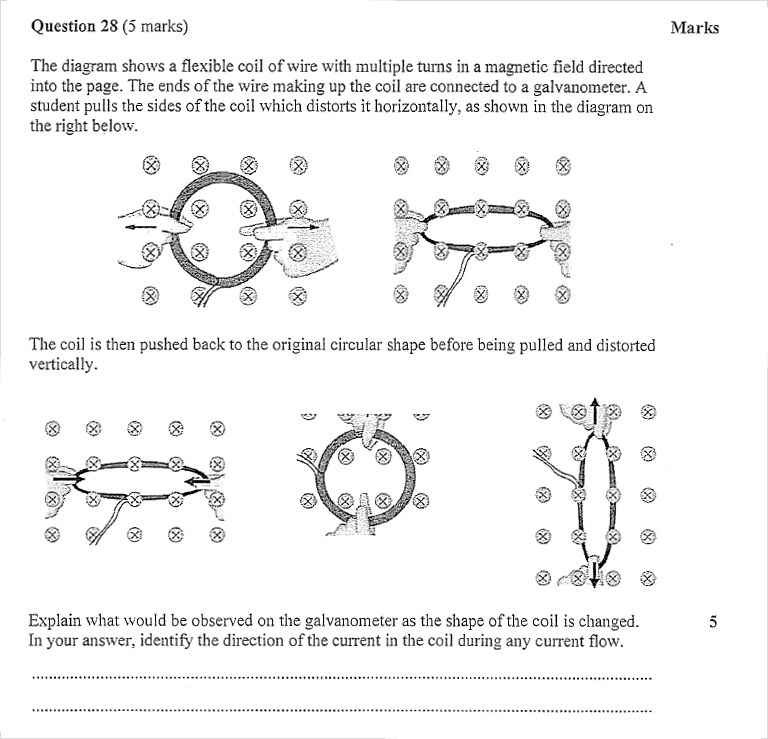 Question 28 (5 marks)
Marks
The diagram shows a flexible coil of wire with multiple turns in a magnetic field directed
into the page. The ends of the wire making up the coil are connected to a galvanometer. A
student pulls the sides of the coil which distorts it horizontally, as shown in the diagram on
the right below.
The coil is then pushed back to the original circular shape before being pulled and distorted
vertically.
Explain what would be observed on the galvanometer as the shape of the coil is changed.
5
In your answer, identify the direction of the current in the coil during any current flow.